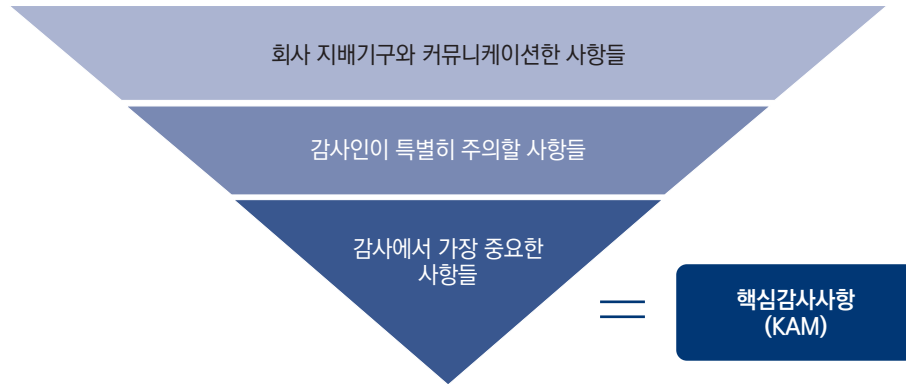 회사 지배기구와 커뮤니케이션한 사항들
감사인이 특별히 주의할 사항들
감사에서 가장 중요한
사항들
핵심감사사항
(KAM)